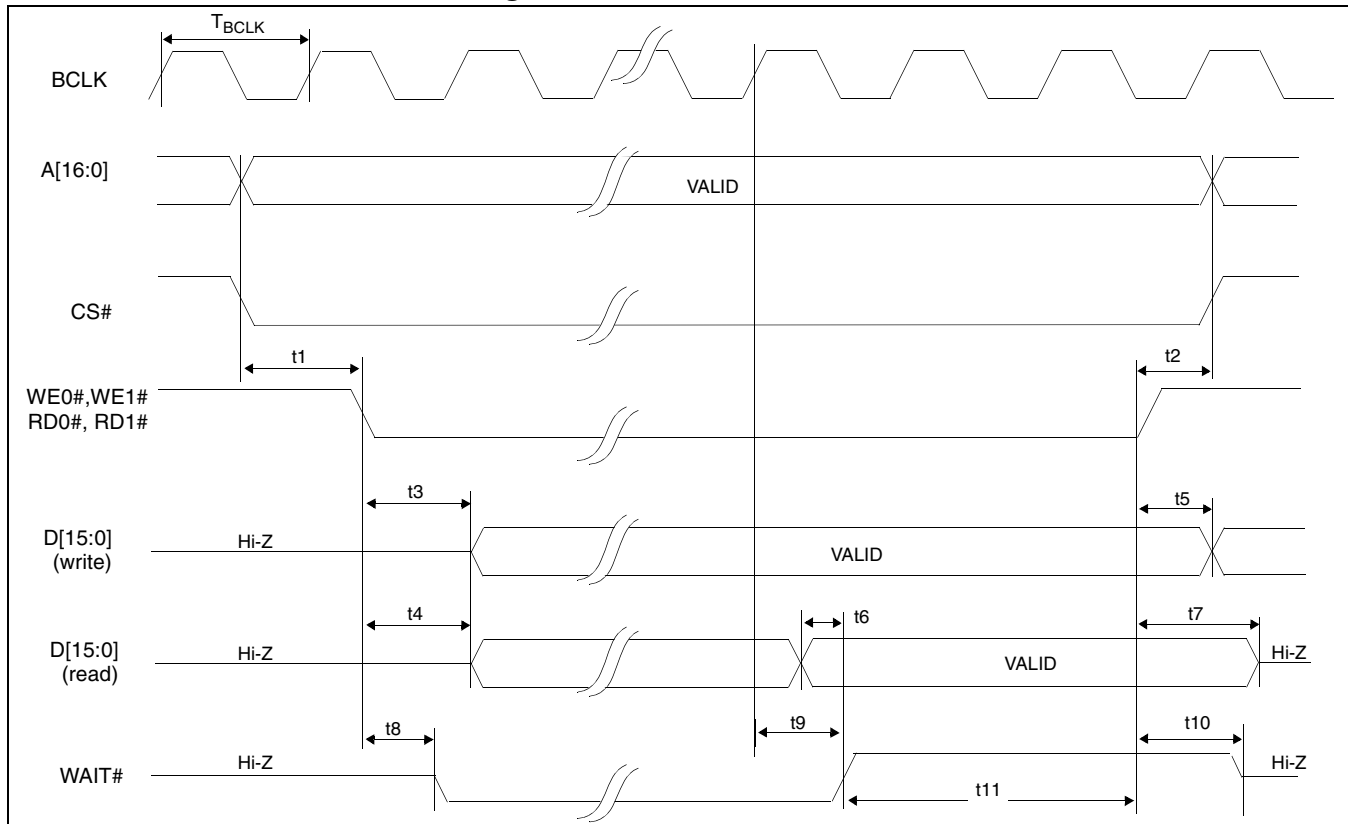 TBCLK
BCLK
A[16:0]
VALID
CS#
t1
t2
WE0#,WE1#
RD0#, RD1#
t3
t5
D[15:0]
(write)
Hi-Z
VALID
t4
t6
t7
D[15:0]
(read)
Hi-Z
VALID
Hi-Z
t8
t9
t10
WAIT#
Hi-Z
Hi-Z
t11